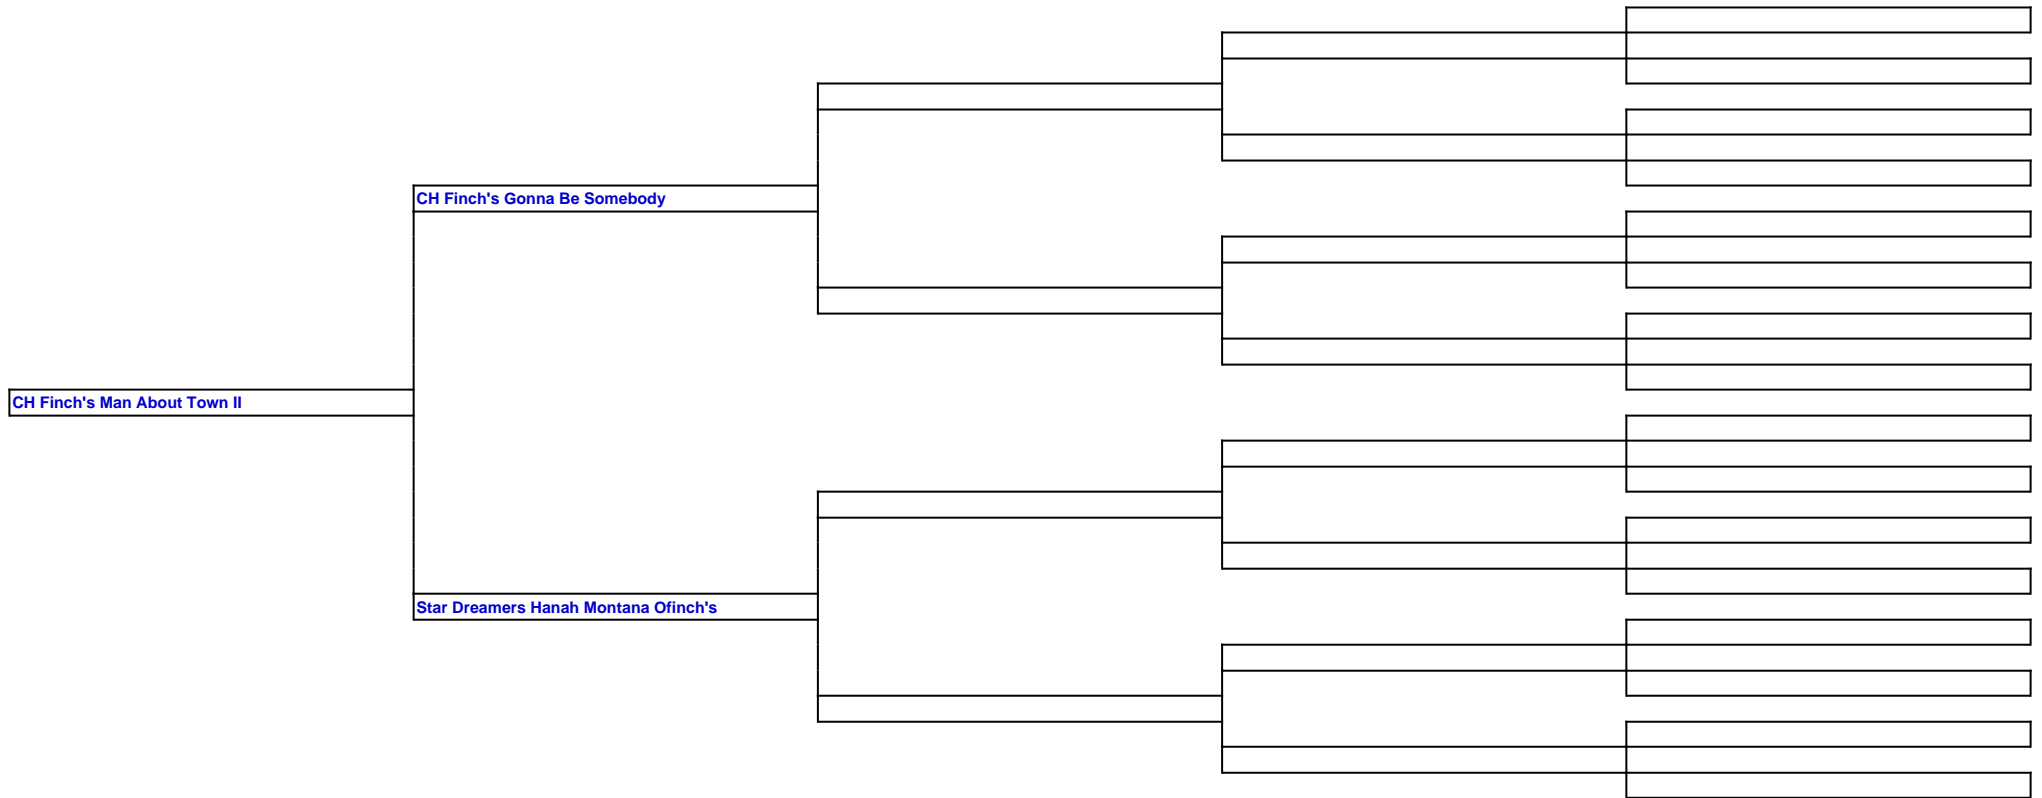 CH Finch's Gonna Be Somebody
CH Finch's Man About Town II
Star Dreamers Hanah Montana Ofinch's